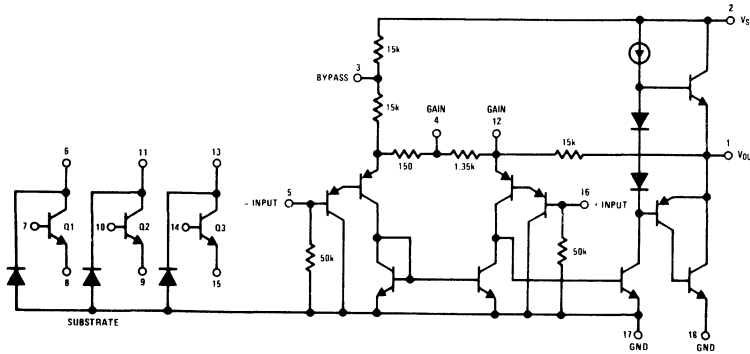 2
VS
15k
3
BYPASS
15k
GAIN
4
GAIN
12
15k
1
VOU
6
11
13
150
1.35k
5
- INPUT
16
+ INPUT
7
Q1
10
Q2
14
Q3
50k
50k
8
9
15
SUBSTRATE
17
GND
18
GND